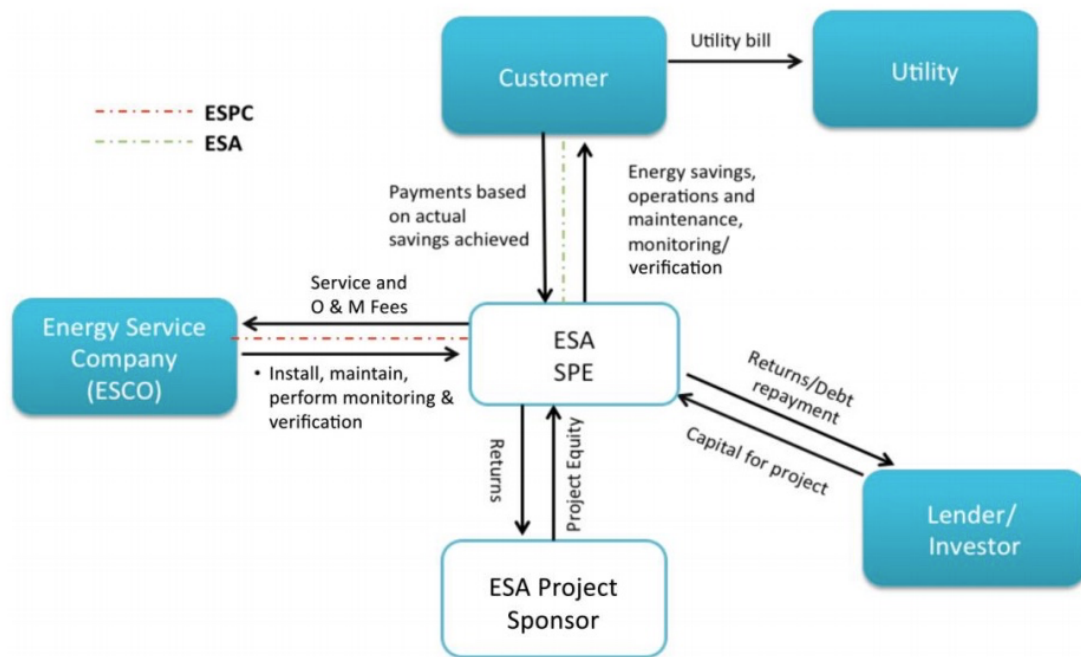 Customer
Utility bill
Utility
ESPC
ESA
Payments based
on actual
savings achieved
Energy savings,
operations and
maintenance,
monitoring/
verification
Service and
O & M Fees
Energy Service
Company
(ESCO)
ESA
SPE
• Install, maintain,
perform monitoring &
verification
Returns/Debt
repayment
Capital for project
Returns
Project Equity
Lender/
Investor
ESA Project
Sponsor